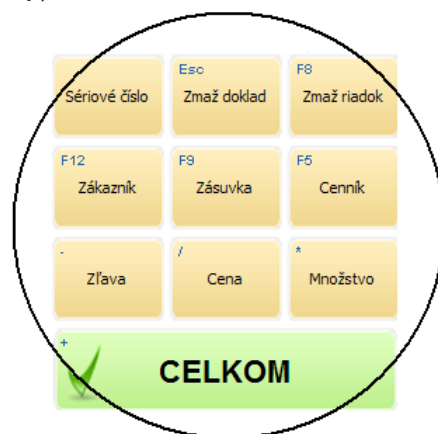 Esc F8
Sériové číslo Zmaž doklad Zmaž riadok
F12 F9 F5
Zákazník Zásuvka Cenník
- / *
Zľava Cena Množstvo
+
CELKOM